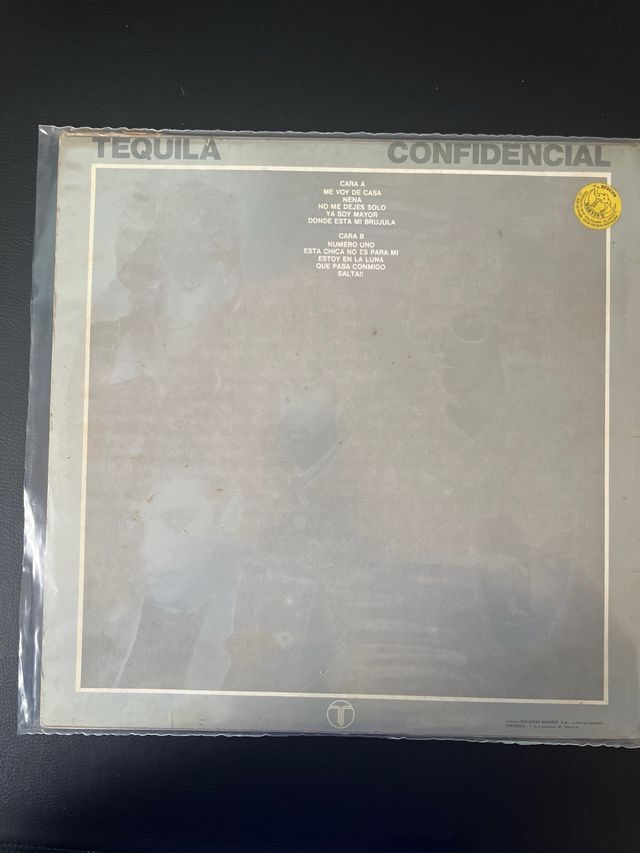 TEQUILA CONFIDENCIAL
CARA A
ME VOY DE CASA
NENA
NO ME DEJES SOLO
YA SOY MAYOR
DONDE ESTA MI BRUJULA
CARA B
NUMERO UNO
ESTA CHICA NO ES PARA MI
ESTOY EN LA LUNA
QUE PASA CONMIGO
SALTA!!
T
MADRID, S.A.